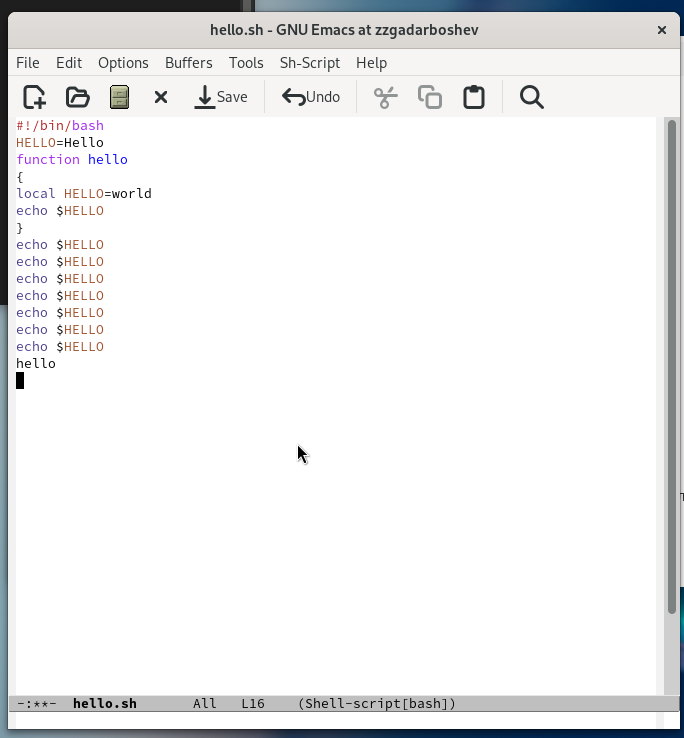 hello.sh - GNU Emacs at zzgadarboshev
File Edit Options Buffers Tools Sh-Script Help
Save Undo
#!/bin/bash
HELLO=Hello
function hello
{
local HELLO=world
echo $HELLO
}
echo $HELLO
echo $HELLO
echo $HELLO
echo $HELLO
echo $HELLO
echo $HELLO
echo $HELLO
hello
-:**- hello.sh All L16 (Shell-script[bash])